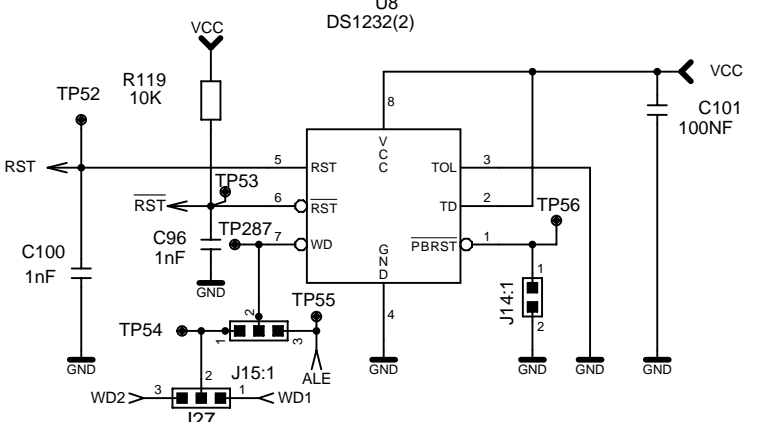 U8
DS1232(2)
VCC
VCC
R119
10K
TP52
C101
100NF
8
VCC
RST
5
RST
TOL
3
TP53
RST
6
RST
TD
2
TP56
TP287
7
WD
PBRST
1
C96
1nF
C100
1nF
GND
GND
4
J14:1
1
2
TP55
TP54
1
2
3
GND
GND
GND
GND
GND
J15:1
ALE
WD2
3
2
1
WD1
J27